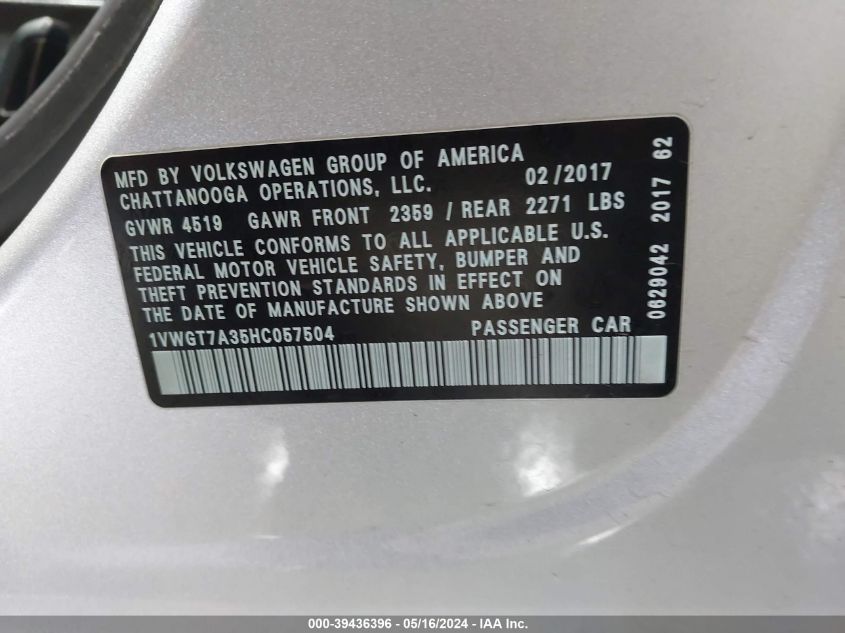 MFD BY VOLKSWAGEN GROUP OF AMERICA
CHATTANOOGA OPERATIONS, LLC. 02/2017
GVWR 4519 GAWR FRONT 2359 / REAR 2271 LBS
THIS VEHICLE CONFORMS TO ALL APPLICABLE U.S.
FEDERAL MOTOR VEHICLE SAFETY, BUMPER AND
THEFT PREVENTION STANDARDS IN EFFECT ON
THE DATE OF MANUFACTURE SHOWN ABOVE
1VWGT7A35HC057504 PASSENGER CAR
0629042 2017 62
000-39436396 - 05/16/2024 - IAA Inc.